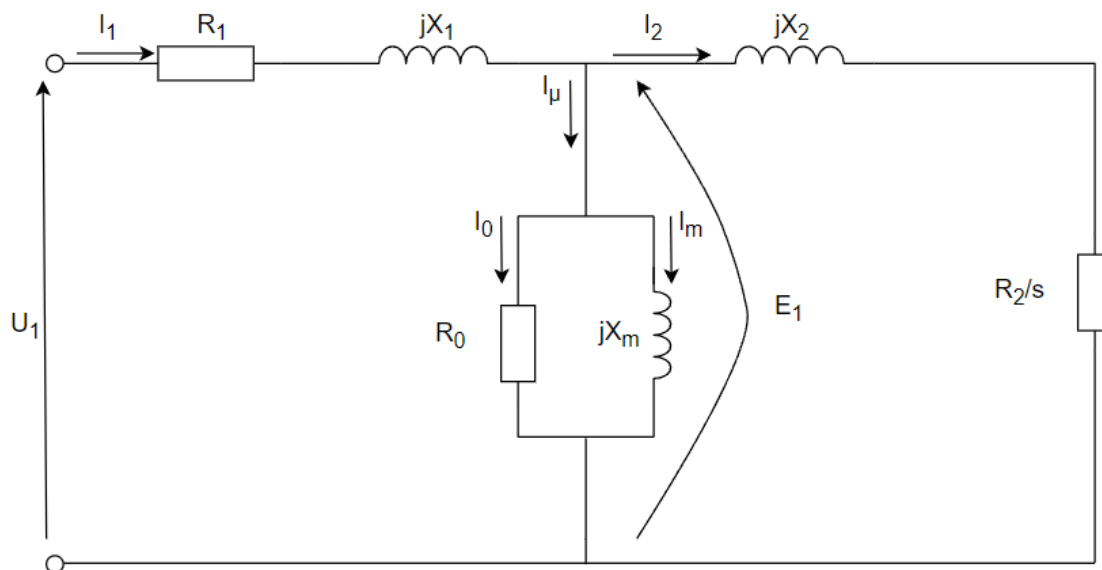 I₁
R₁
jX₁
I₂
jX₂
Iμ
I₀
Iₘ
U₁
R₀
jXₘ
E₁
R₂/s